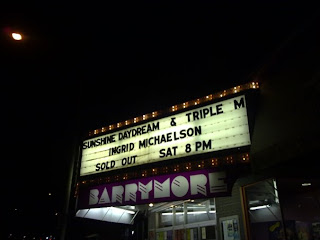 SUNSHINE DAYDREAM & TRIPLE M
INGRID MICHAELSON
SOLD OUT SAT 8 PM
BARRYMORE